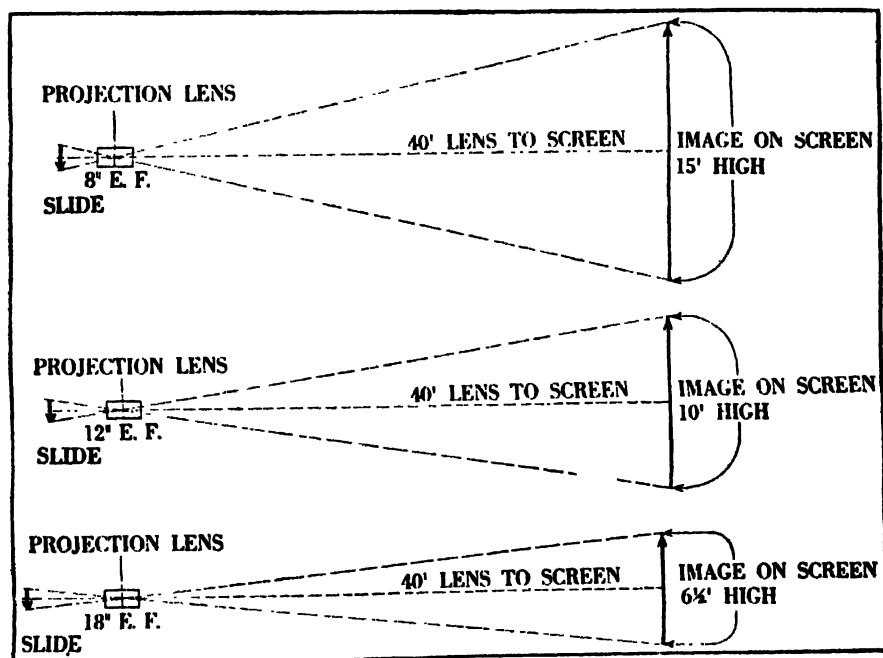 PROJECTION LENS
40' LENS TO SCREEN
IMAGE ON SCREEN
15' HIGH
8" E. F.
SLIDE
PROJECTION LENS
40' LENS TO SCREEN
IMAGE ON SCREEN
10' HIGH
12" E. F.
SLIDE
PROJECTION LENS
40' LENS TO SCREEN
IMAGE ON SCREEN
6½' HIGH
18" E. F.
SLIDE